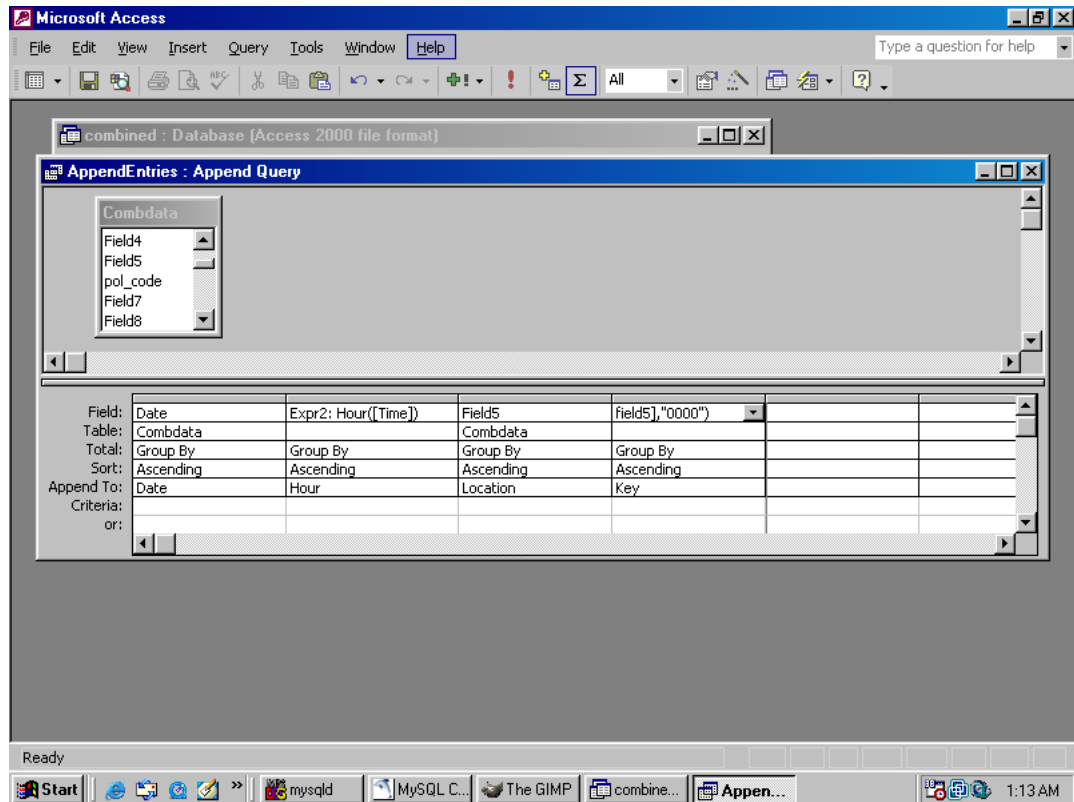 Microsoft Access
File Edit View Insert Query Tools Window Help Type a question for help
ABC All Σ
combined : Database (Access 2000 file format)
AppendEntries : Append Query
Combdata
Field4
Field5
pol_code
Field7
Field8
Field: Date Expr2: Hour([Time]) Field5 field5],"0000")
Table: Combdata Combdata
Total: Group By Group By Group By Group By
Sort: Ascending Ascending Ascending Ascending
Append To: Date Hour Location Key
Criteria:
or:
Ready
Start » mysqld MySQL C... The GIMP combine... Appen... 1:13 AM